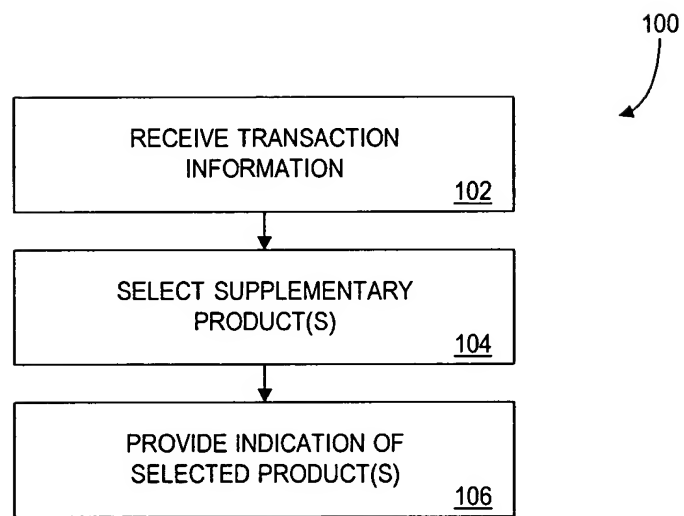 100
RECEIVE TRANSACTION
INFORMATION
102
SELECT SUPPLEMENTARY
PRODUCT(S)
104
PROVIDE INDICATION OF
SELECTED PRODUCT(S)
106